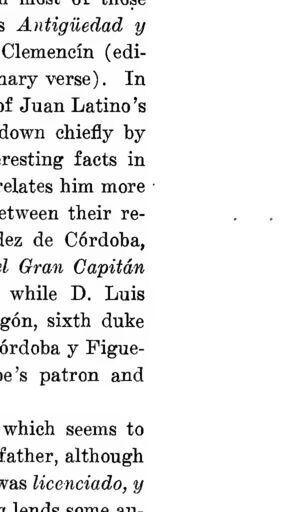 d most of those
s Antigüedad y
Clemencín (edi-
nary verse). In
of Juan Latino's
down chiefly by
resting facts in
relates him more
etween their re-
dez de Córdoba,
el Gran Capitán
while D. Luis
gón, sixth duke
órdoba y Figue-
pe's patron and
which seems to
father, although
was licenciado, y
lends some au-